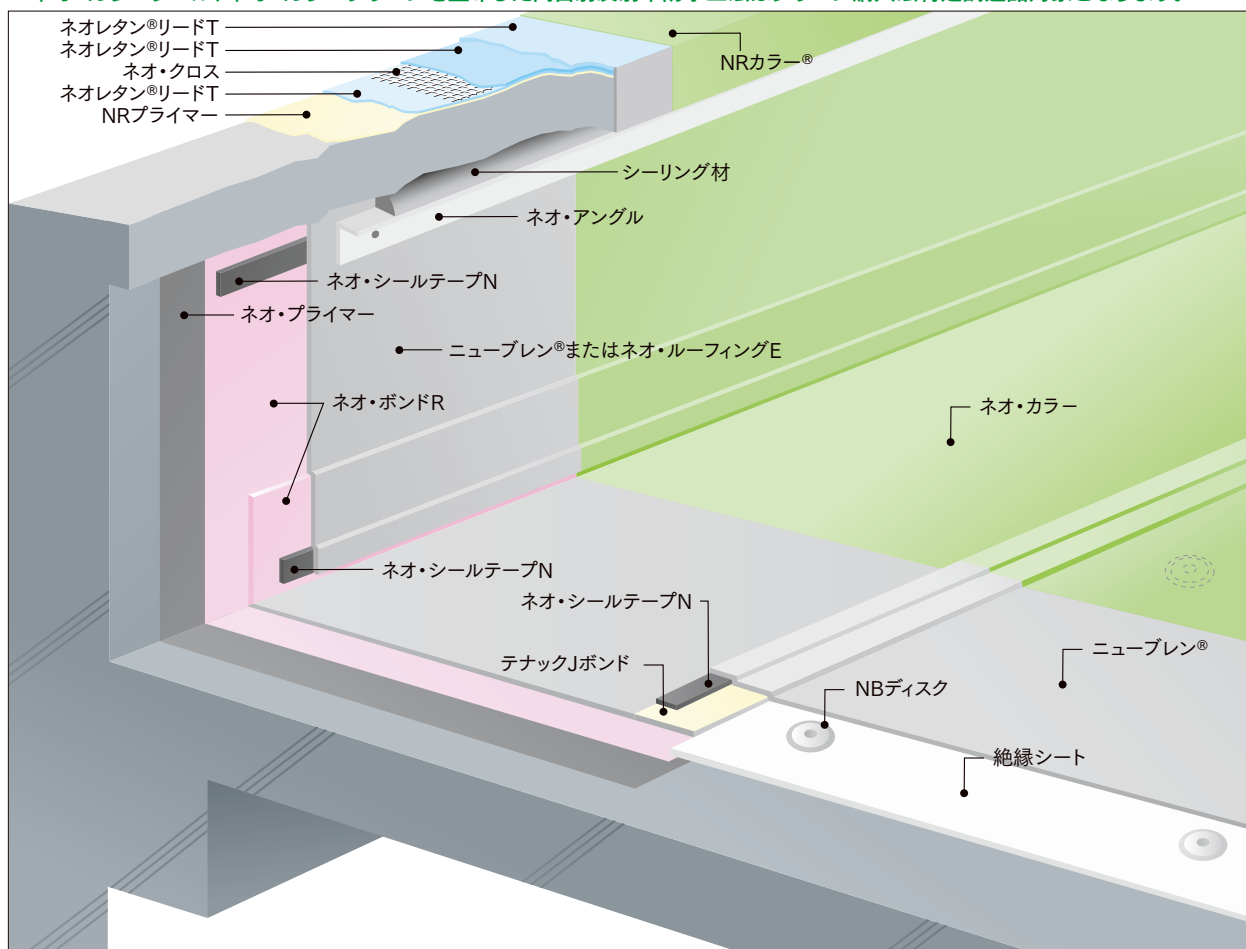 ネオレタン®リードT
ネオレタン®リードT
ネオ・クロス
ネオレタン®リードT
NRプライマー
NRカラー®
シーリング材
ネオ・アングル
ネオ・シールテープN
ネオ・プライマー
ニューブレン®またはネオ・ルーフィングE
ネオ・ボンドR
ネオ・カラー
ネオ・シールテープN
ネオ・シールテープN
テナックJボンド
ニューブレン®
NBディスク
絶縁シート